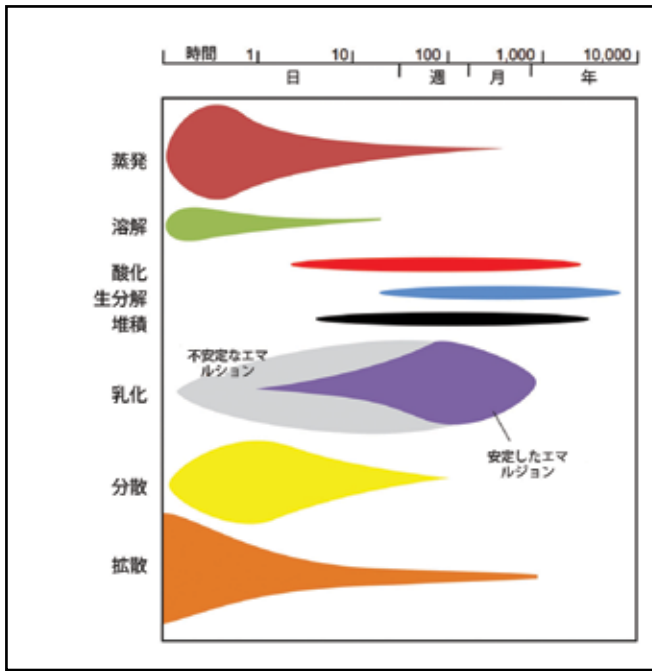 時間 1 10 100 1,000 10,000
日 週 月 年
蒸発
溶解
酸化
生分解
堆積
不安定なエマ
ルション
乳化
安定したエマ
ルジョン
分散
拡散